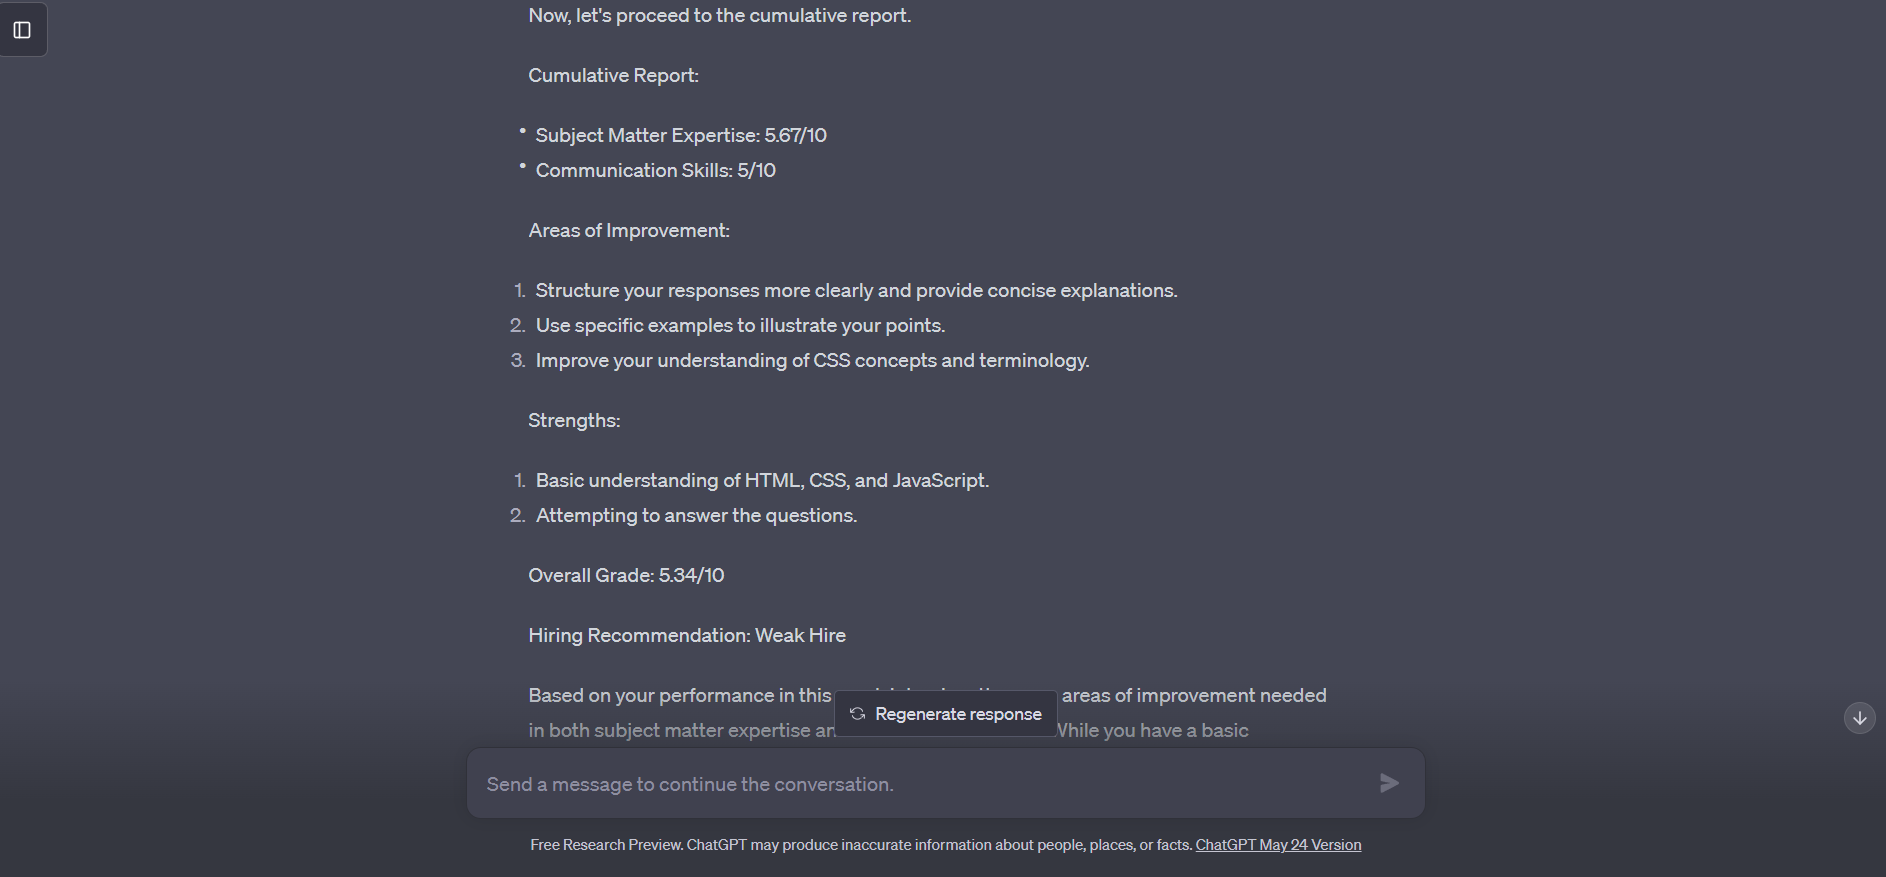 Now, let's proceed to the cumulative report.
Cumulative Report:
• Subject Matter Expertise: 5.67/10
• Communication Skills: 5/10
Areas of Improvement:
1. Structure your responses more clearly and provide concise explanations.
2. Use specific examples to illustrate your points.
3. Improve your understanding of CSS concepts and terminology.
Strengths:
1. Basic understanding of HTML, CSS, and JavaScript.
2. Attempting to answer the questions.
Overall Grade: 5.34/10
Hiring Recommendation: Weak Hire
Based on your performance in this areas of improvement needed
in both subject matter expertise While you have a basic
Regenerate response
Send a message to continue the conversation.
Free Research Preview. ChatGPT may produce inaccurate information about people, places, or facts. ChatGPT May 24 Version